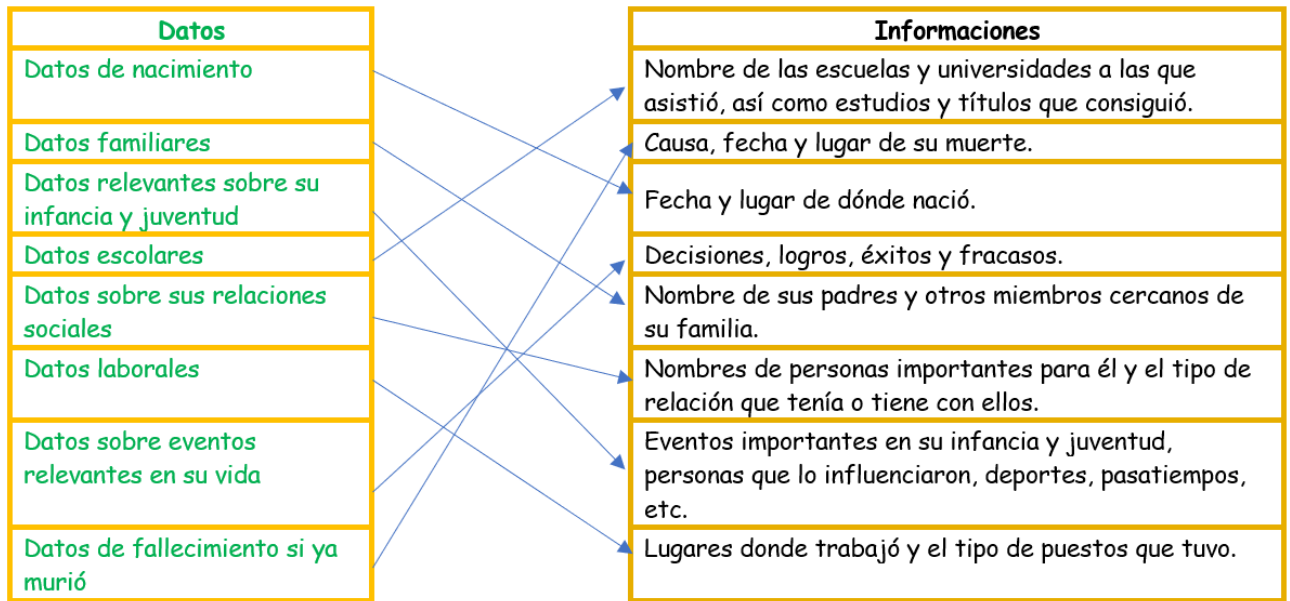 Datos
Datos de nacimiento
Datos familiares
Datos relevantes sobre su
infancia y juventud
Datos escolares
Datos sobre sus relaciones
sociales
Datos laborales
Datos sobre eventos
relevantes en su vida
Datos de fallecimiento si ya
murió
Informaciones
Nombre de las escuelas y universidades a las que
asistió, así como estudios y títulos que consiguió.
Causa, fecha y lugar de su muerte.
Fecha y lugar de dónde nació.
Decisiones, logros, éxitos y fracasos.
Nombre de sus padres y otros miembros cercanos de
su familia.
Nombres de personas importantes para él y el tipo de
relación que tenía o tiene con ellos.
Eventos importantes en su infancia y juventud,
personas que lo influenciaron, deportes, pasatiempos,
etc.
Lugares donde trabajó y el tipo de puestos que tuvo.